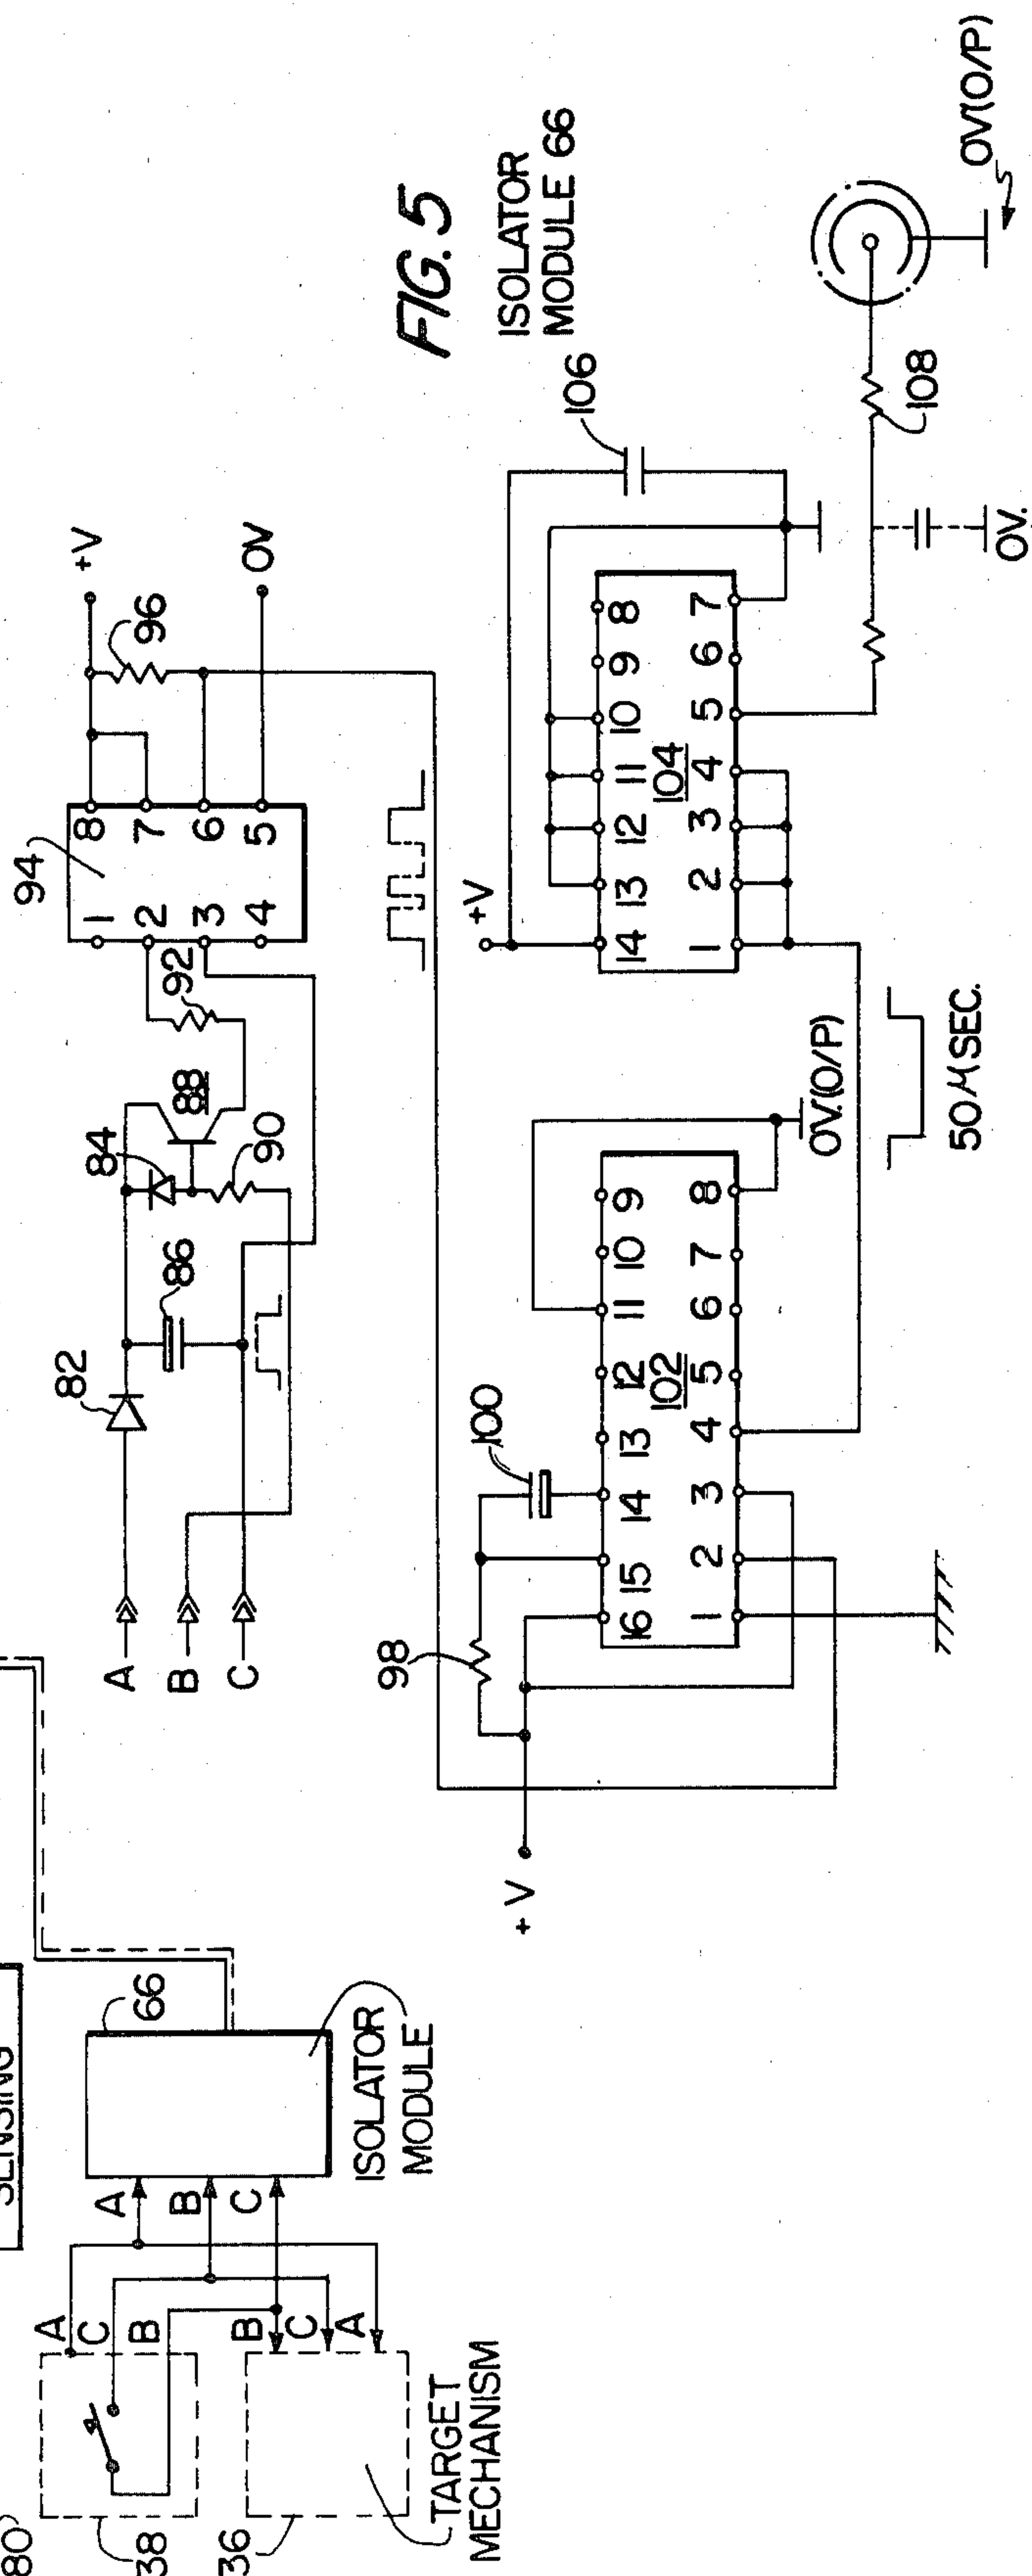 FIG. 5
ISOLATOR
MODULE 66
SENSING
80
38
A
C
B
36
B
C
A
TARGET
MECHANISM
A
B
C
66
ISOLATOR
MODULE
A
B
C
82
86
84
88
90
92
94
1
2
3
4
8
7
6
5
+V
96
0V
+V
98
100
16
15
14
13
12
11
10
9
102
1
2
3
4
5
6
7
8
0V.(O/P)
50 μSEC.
+V
14
13
12
11
10
9
8
104
1
2
3
4
5
6
7
106
108
0V.
0V(O/P)